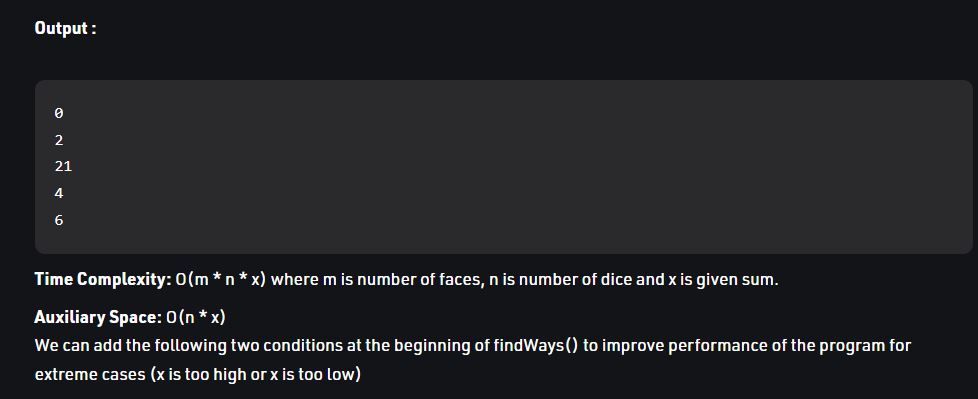 Output :
0
2
21
4
6
Time Complexity: O(m * n * x) where m is number of faces, n is number of dice and x is given sum.
Auxiliary Space: O(n * x)
We can add the following two conditions at the beginning of findWays() to improve performance of the program for
extreme cases (x is too high or x is too low)